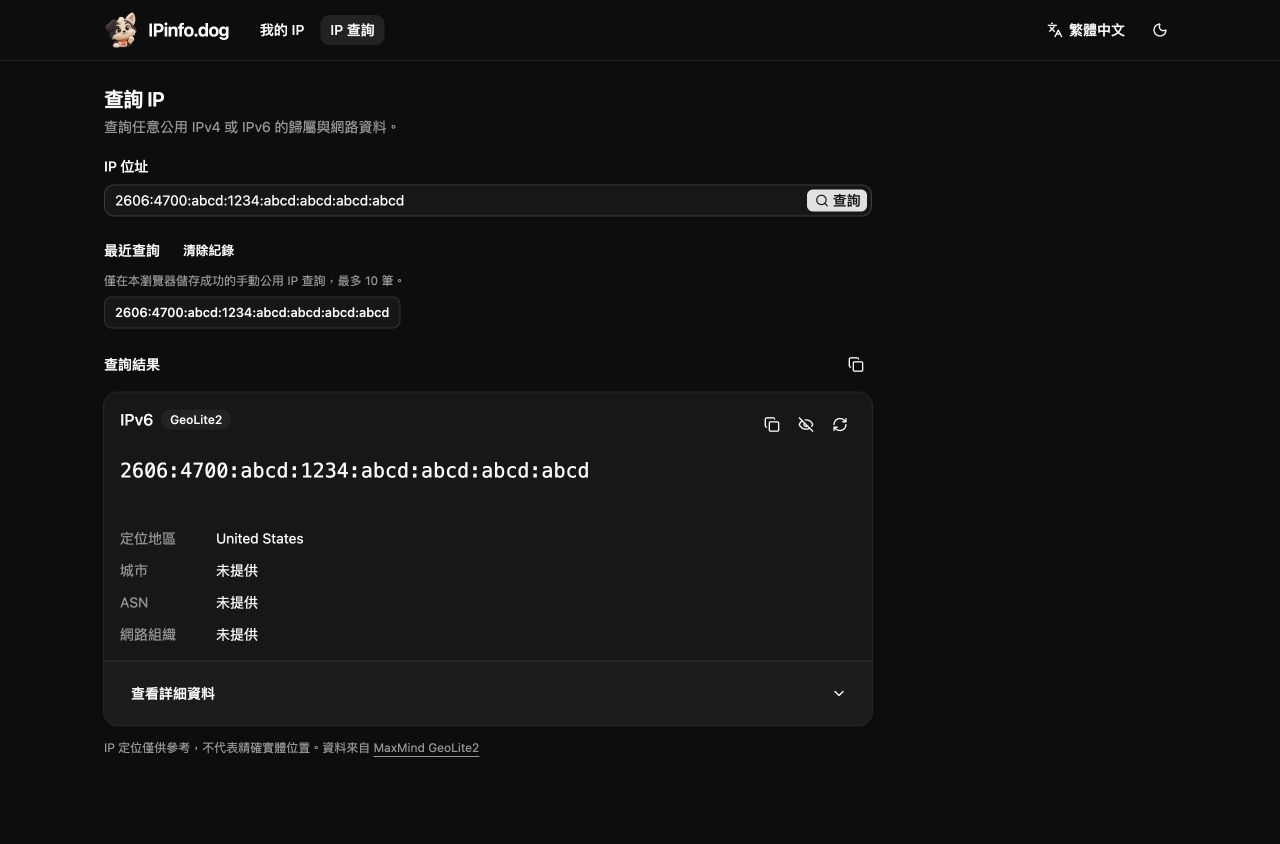 IPinfo.dog 我的 IP IP 查詢 繁體中文
查詢 IP
查詢任意公用 IPv4 或 IPv6 的歸屬與網路資料。
IP 位址
2606:4700:abcd:1234:abcd:abcd:abcd:abcd 查詢
最近查詢 清除紀錄
僅在本瀏覽器儲存成功的手動公用 IP 查詢，最多 10 筆。
2606:4700:abcd:1234:abcd:abcd:abcd:abcd
查詢結果
IPv6 GeoLite2
2606:4700:abcd:1234:abcd:abcd:abcd:abcd
定位地區 United States
城市 未提供
ASN 未提供
網路組織 未提供
查看詳細資料
IP 定位僅供參考，不代表精確實體位置。資料來自 MaxMind GeoLite2